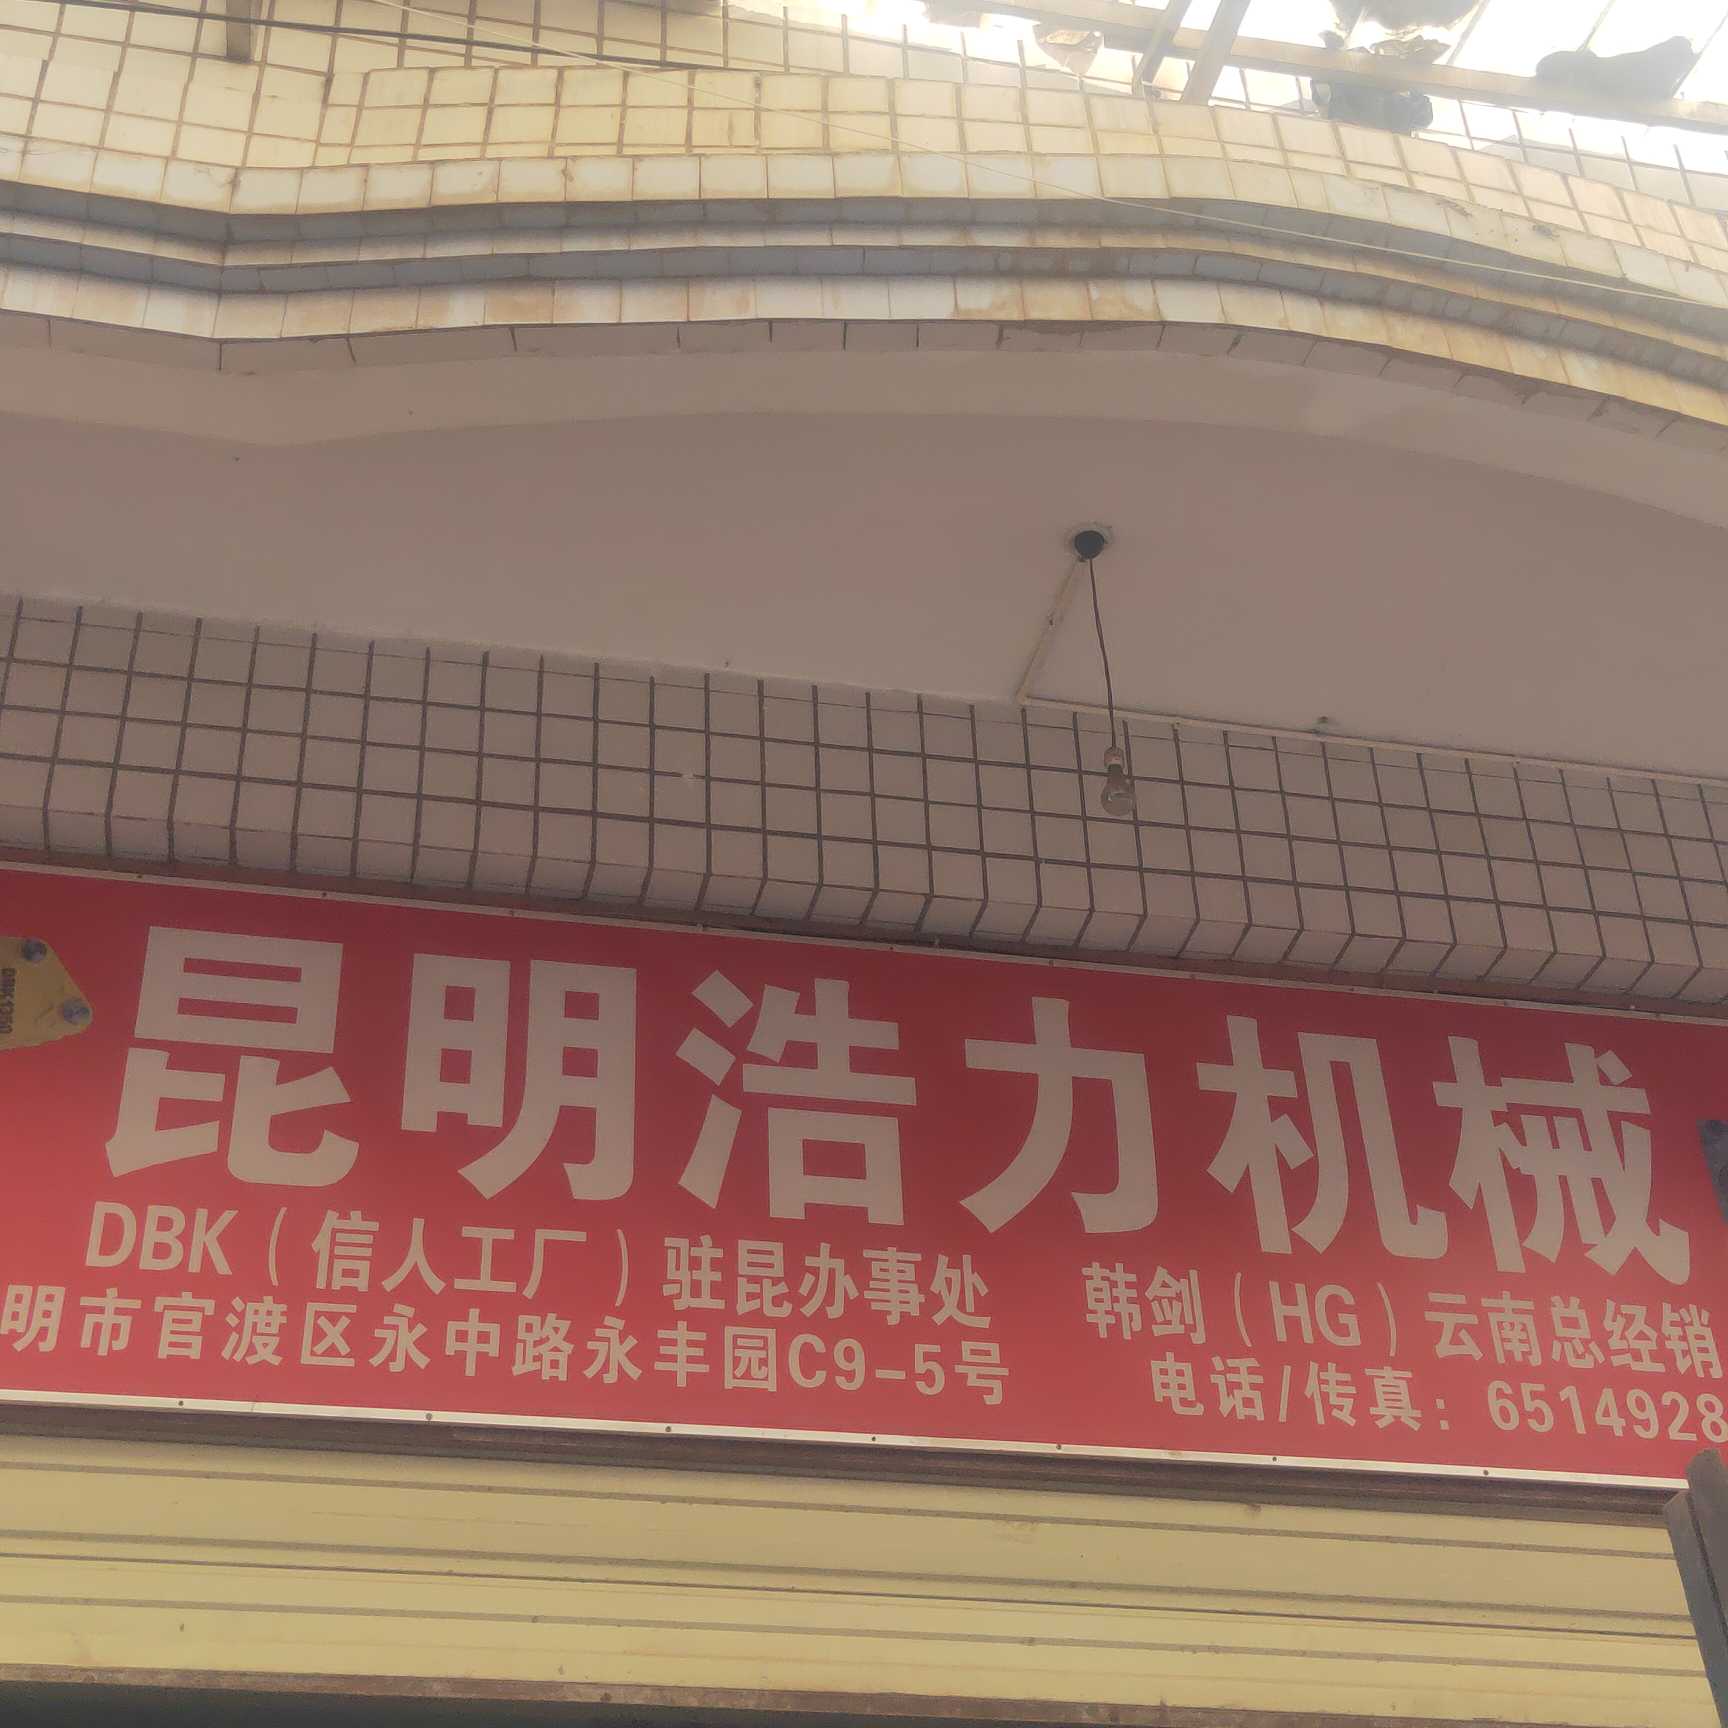 昆明浩力机械
DBK（信人工厂）驻昆办事处 韩剑（HG）云南总经销
明市官渡区永中路永丰园C9-5号 电话/传真：6514928